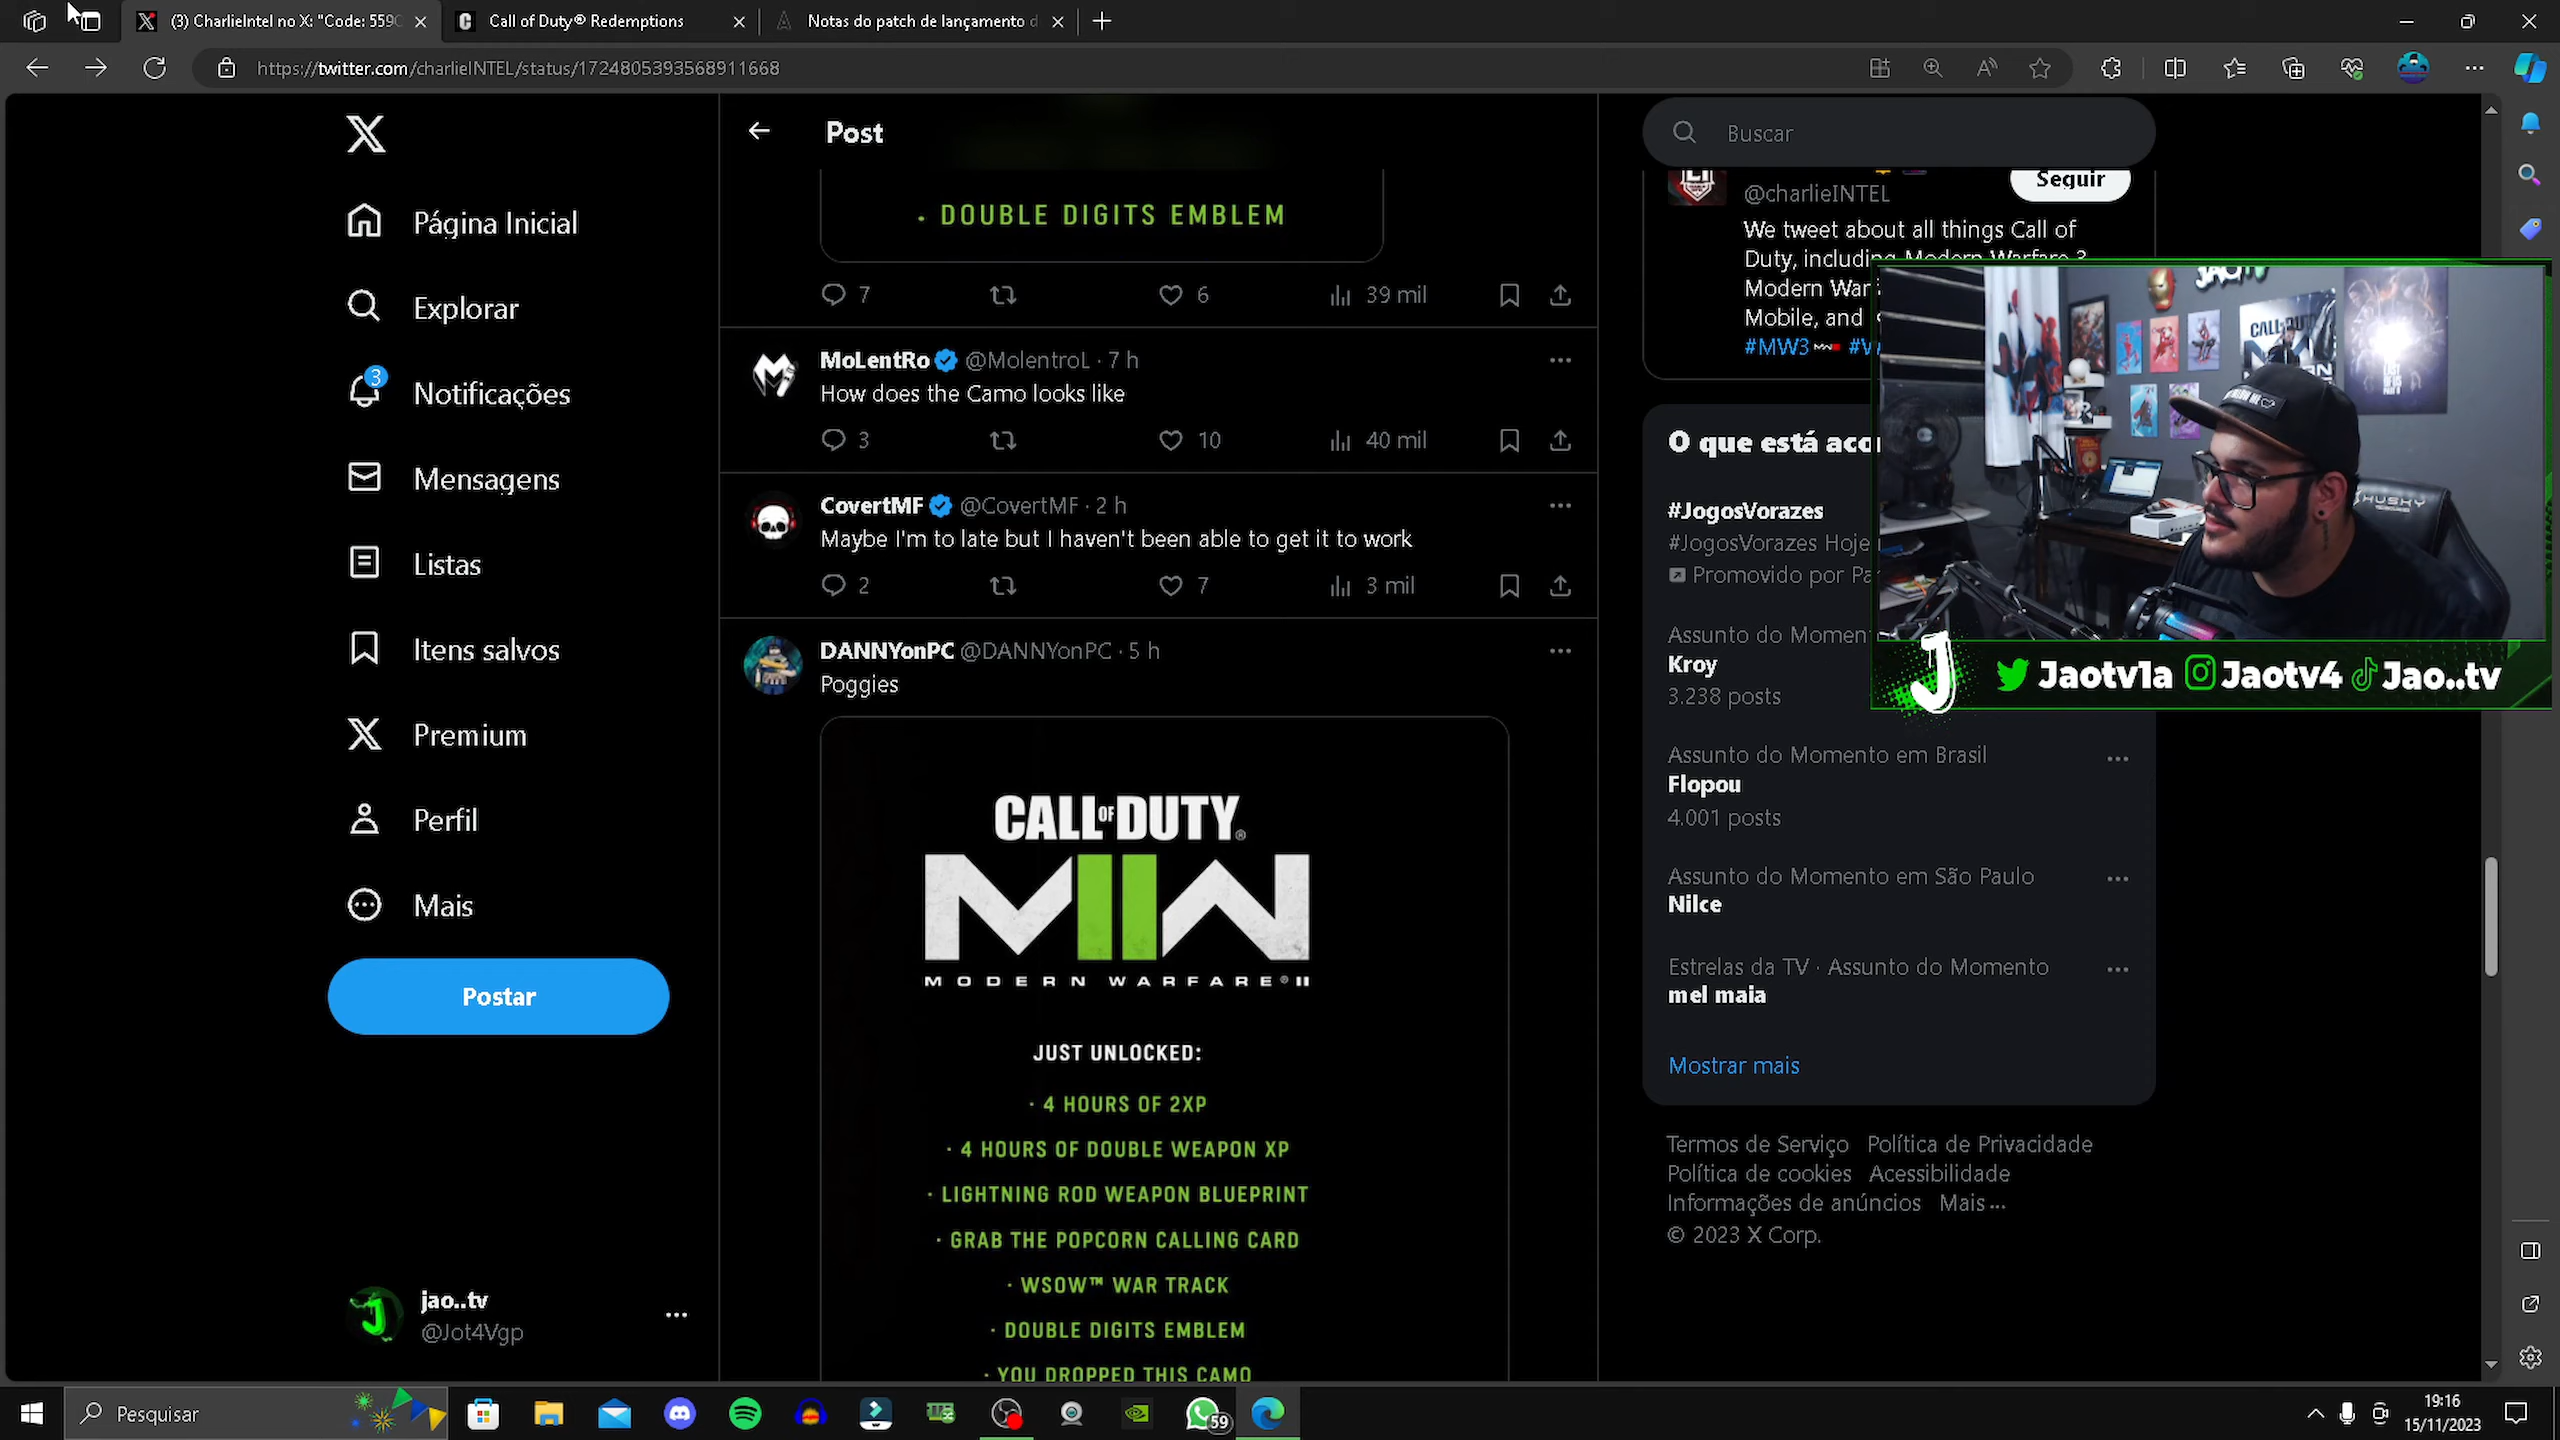 (3) CharlieIntel no X: "Code: 559C
Call of Duty® Redemptions
Notas do patch de lançamento d
https://twitter.com/charlieINTEL/status/1724805393568911668
X
Página Inicial
Explorar
3
Notificações
Mensagens
Listas
Itens salvos
Premium
Perfil
Mais
Postar
jao..tv
@Jot4Vgp
Post
· DOUBLE DIGITS EMBLEM
7 6 39 mil
MoLentRo @MolentroL · 7 h
How does the Camo looks like
3 10 40 mil
CovertMF @CovertMF · 2 h
Maybe I'm to late but I haven't been able to get it to work
2 7 3 mil
DANNYonPC @DANNYonPC · 5 h
Poggies
CALL OF DUTY®
MIIW
MODERN WARFARE® II
JUST UNLOCKED:
· 4 HOURS OF 2XP
· 4 HOURS OF DOUBLE WEAPON XP
· LIGHTNING ROD WEAPON BLUEPRINT
· GRAB THE POPCORN CALLING CARD
· WSOW™ WAR TRACK
· DOUBLE DIGITS EMBLEM
· YOU DROPPED THIS CAMO
Buscar
@charlieINTEL
Seguir
We tweet about all things Call of
Duty, including Modern Warfare 3
Modern War
Mobile, and
#MW3
O que está aco
#JogosVorazes
#JogosVorazes Hoje
Promovido por Pa
Assunto do Momen
Kroy
3.238 posts
Assunto do Momento em Brasil
Flopou
4.001 posts
Assunto do Momento em São Paulo
Nilce
Estrelas da TV · Assunto do Momento
mel maia
Mostrar mais
Termos de Serviço Política de Privacidade
Política de cookies Acessibilidade
Informações de anúncios Mais ···
© 2023 X Corp.
CALL OF DUTY
HUSKY
J Jaotv1a Jaotv4 Jao..tv
Pesquisar
59
19:16
15/11/2023